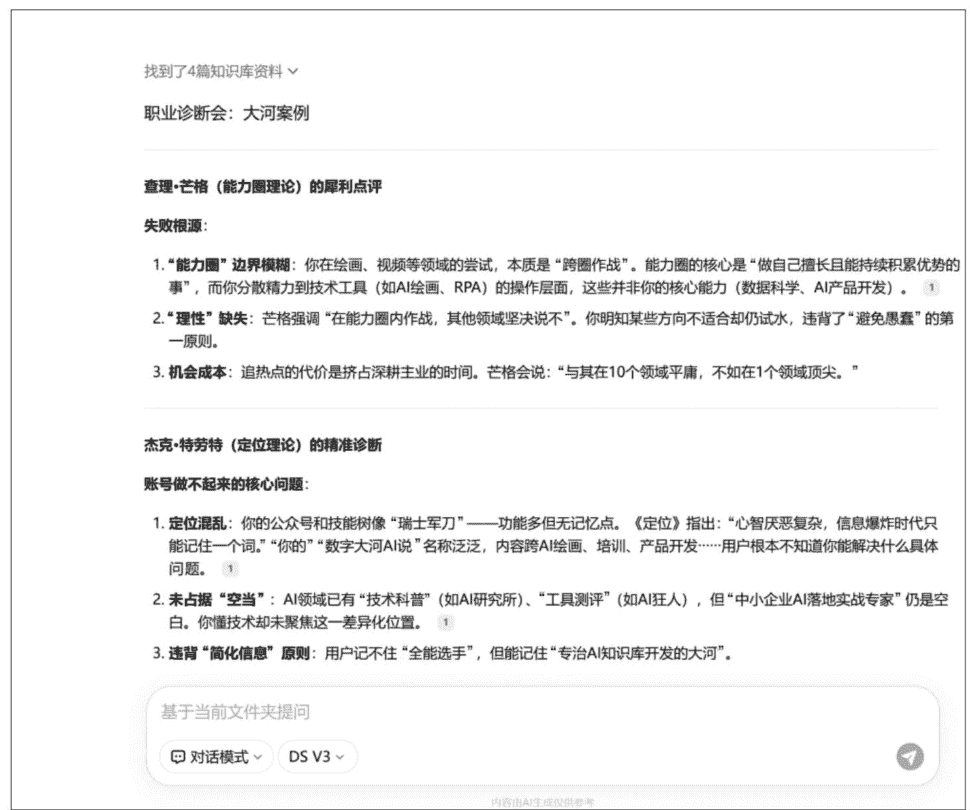 找到了4篇知识库资料
职业诊断会：大河案例
查理·芒格（能力圈理论）的犀利点评
失败根源：
1. “能力圈”边界模糊：你在绘画、视频等领域的尝试，本质是“跨圈作战”。能力圈的核心是“做自己擅长且能持续积累优势的
事”，而你分散精力到技术工具（如AI绘画、RPA）的操作层面，这些并非你的核心能力（数据科学、AI产品开发）。 1
2. “理性”缺失：芒格强调“在能力圈内作战，其他领域坚决说不”。你明知某些方向不适合却仍试水，违背了“避免愚蠢”的第
一原则。
3. 机会成本：追热点的代价是挤占深耕主业的时间。芒格会说：“与其在10个领域平庸，不如在1个领域顶尖。”
杰克·特劳特（定位理论）的精准诊断
账号做不起来的核心问题：
1. 定位混乱：你的公众号和技能树像“瑞士军刀”——功能多但无记忆点。《定位》指出：“心智厌恶复杂，信息爆炸时代只
能记住一个词。”“你的”“数字大河AI说”名称泛泛，内容跨AI绘画、培训、产品开发……用户根本不知道你能解决什么具体
问题。 1
2. 未占据“空当”：AI领域已有“技术科普”（如AI研究所）、“工具测评”（如AI狂人），但“中小企业AI落地实战专家”仍是空
白。你懂技术却未聚焦这一差异化位置。 1
3. 违背“简化信息”原则：用户记不住“全能选手”，但能记住“专治AI知识库开发的大河”。
基于当前文件夹提问
对话模式 DS V3
内容由AI生成仅供参考